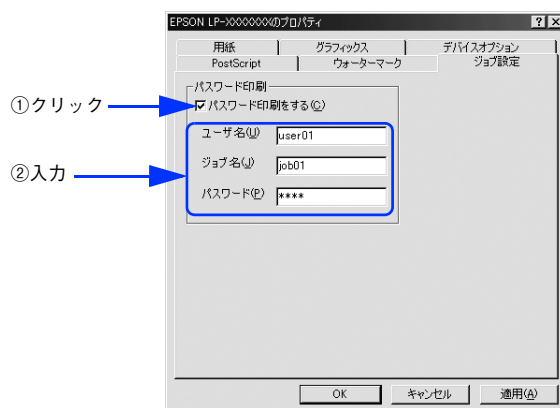 EPSON LP-XXXXXXXのプロパティ
用紙 グラフィックス デバイスオプション
PostScript ウォーターマーク ジョブ設定
パスワード印刷
①クリック
パスワード印刷をする(C)
ユーザ名(U) user01
②入力
ジョブ名(J) job01
パスワード(P) ****
OK キャンセル 適用(A)